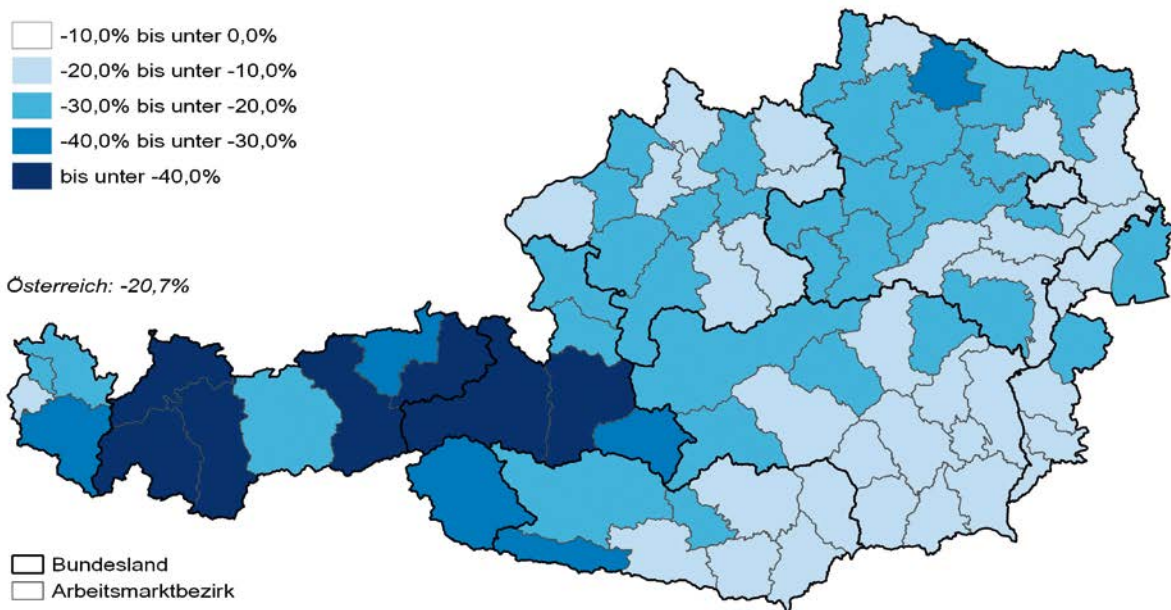 -10,0% bis unter 0,0%
-20,0% bis unter -10,0%
-30,0% bis unter -20,0%
-40,0% bis unter -30,0%
bis unter -40,0%
Österreich: -20,7%
Bundesland
Arbeitsmarktbezirk